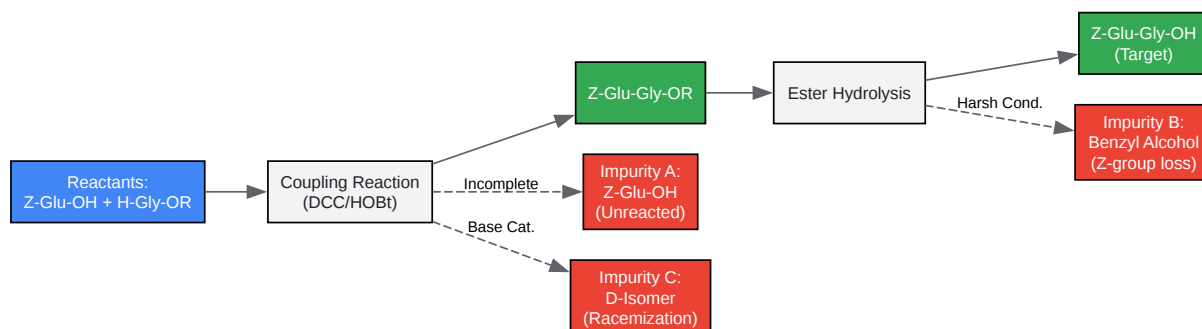 Reactants:
Z-Glu-OH + H-Gly-OR
Coupling Reaction
(DCC/HOBt)
Incomplete
Base Cat.
Z-Glu-Gly-OR
Impurity A:
Z-Glu-OH
(Unreacted)
Impurity C:
D-Isomer
(Racemization)
Ester Hydrolysis
Harsh Cond.
Z-Glu-Gly-OH
(Target)
Impurity B:
Benzyl Alcohol
(Z-group loss)